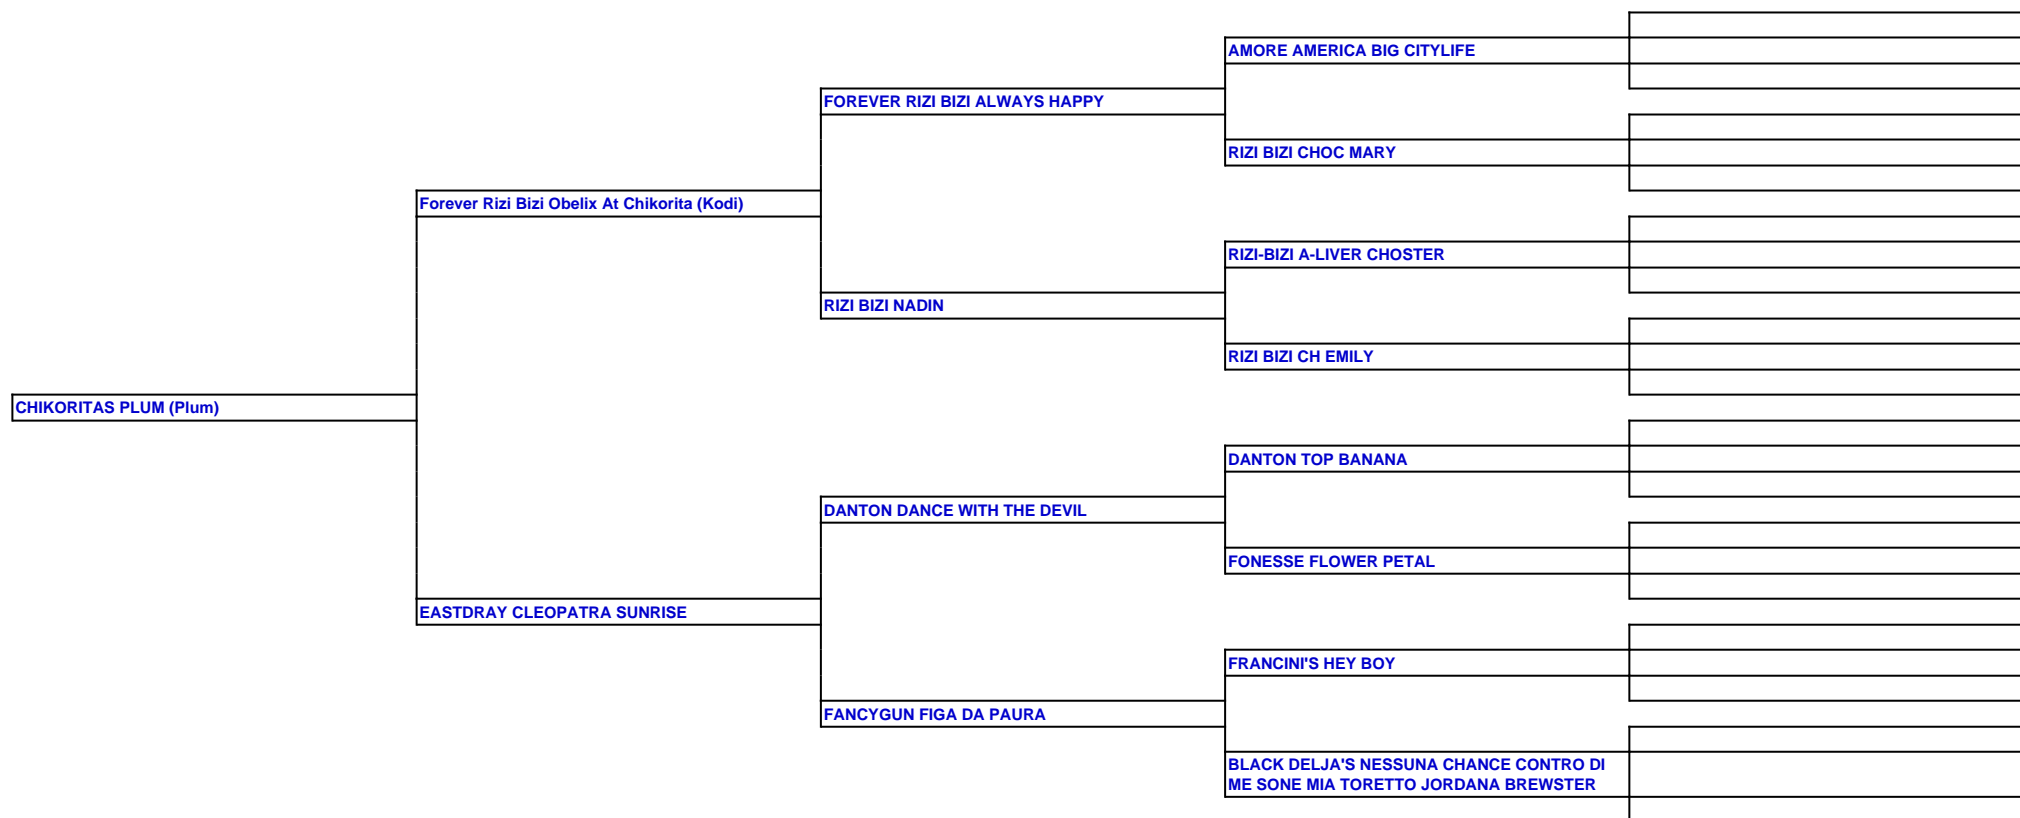 AMORE AMERICA BIG CITYLIFE
FOREVER RIZI BIZI ALWAYS HAPPY
RIZI BIZI CHOC MARY
Forever Rizi Bizi Obelix At Chikorita (Kodi)
RIZI-BIZI A-LIVER CHOSTER
RIZI BIZI NADIN
RIZI BIZI CH EMILY
CHIKORITAS PLUM (Plum)
DANTON TOP BANANA
DANTON DANCE WITH THE DEVIL
FONESSE FLOWER PETAL
EASTDRAY CLEOPATRA SUNRISE
FRANCINI'S HEY BOY
FANCYGUN FIGA DA PAURA
BLACK DELJA'S NESSUNA CHANCE CONTRO DI
ME SONE MIA TORETTO JORDANA BREWSTER